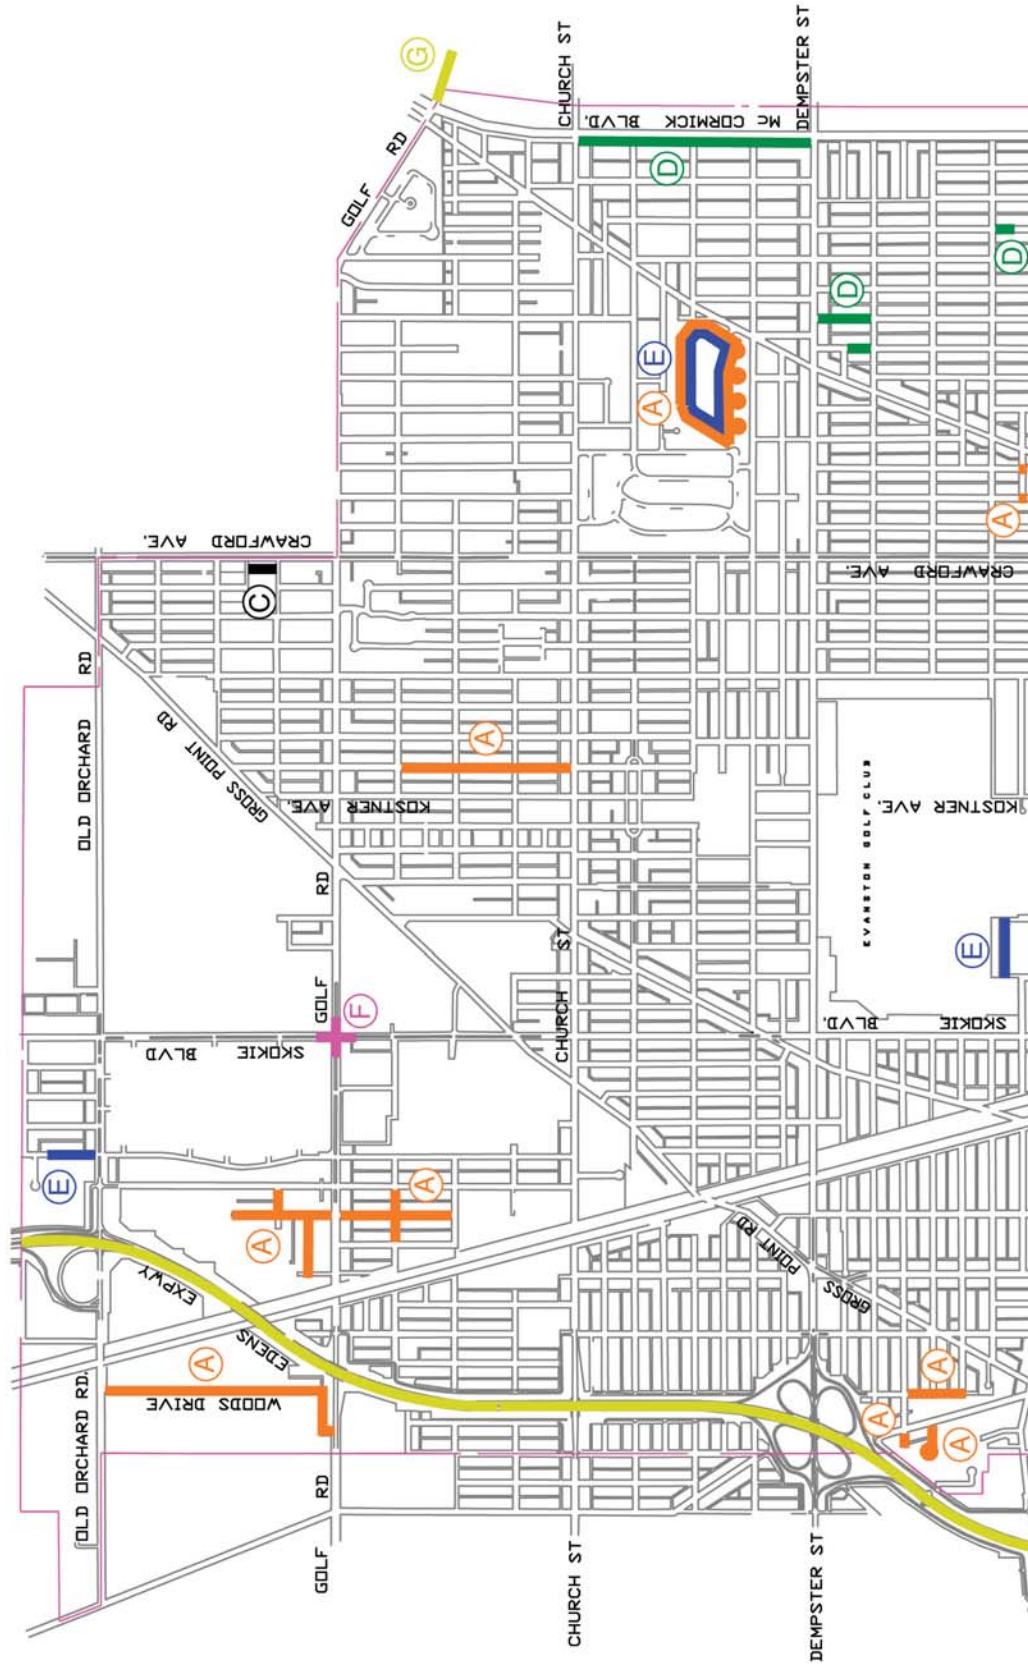 G
CHURCH ST
DEMPSTER ST
GOLF RD
Mc CORMICK BLVD.
D
D
D
E
A
A
CRAWFORD AVE.
C
CRAWFORD AVE.
OLD ORCHARD RD
GROSS POINT RD
A
KOSTNER AVE.
EVANSTON GOLF CLUB
KOSTNER AVE.
GOLF RD
CHURCH ST
E
F
SKOKIE BLVD
SKOKIE BLVD.
E
A
A
EDENS EXPWY
GROSS POINT RD
A
WOODS DRIVE
A
A
A
OLD ORCHARD RD.
GOLF RD
CHURCH ST
DEMPSTER ST